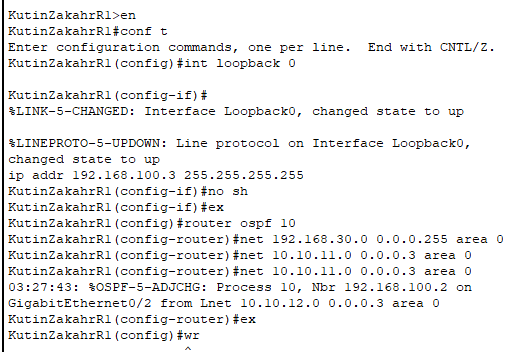 KutinZakahrR1>en
KutinZakahrR1#conf t
Enter configuration commands, one per line.  End with CNTL/Z.
KutinZakahrR1(config)#int loopback 0
KutinZakahrR1(config-if)#
%LINK-5-CHANGED: Interface Loopback0, changed state to up
%LINEPROTO-5-UPDOWN: Line protocol on Interface Loopback0,
changed state to up
ip addr 192.168.100.3 255.255.255.255
KutinZakahrR1(config-if)#no sh
KutinZakahrR1(config-if)#ex
KutinZakahrR1(config)#router ospf 10
KutinZakahrR1(config-router)#net 192.168.30.0 0.0.0.255 area 0
KutinZakahrR1(config-router)#net 10.10.11.0 0.0.0.3 area 0
KutinZakahrR1(config-router)#net 10.10.11.0 0.0.0.3 area 0
03:27:43: %OSPF-5-ADJCHG: Process 10, Nbr 192.168.100.2 on
GigabitEthernet0/2 from Lnet 10.10.12.0 0.0.0.3 area 0
KutinZakahrR1(config-router)#ex
KutinZakahrR1(config)#wr
^